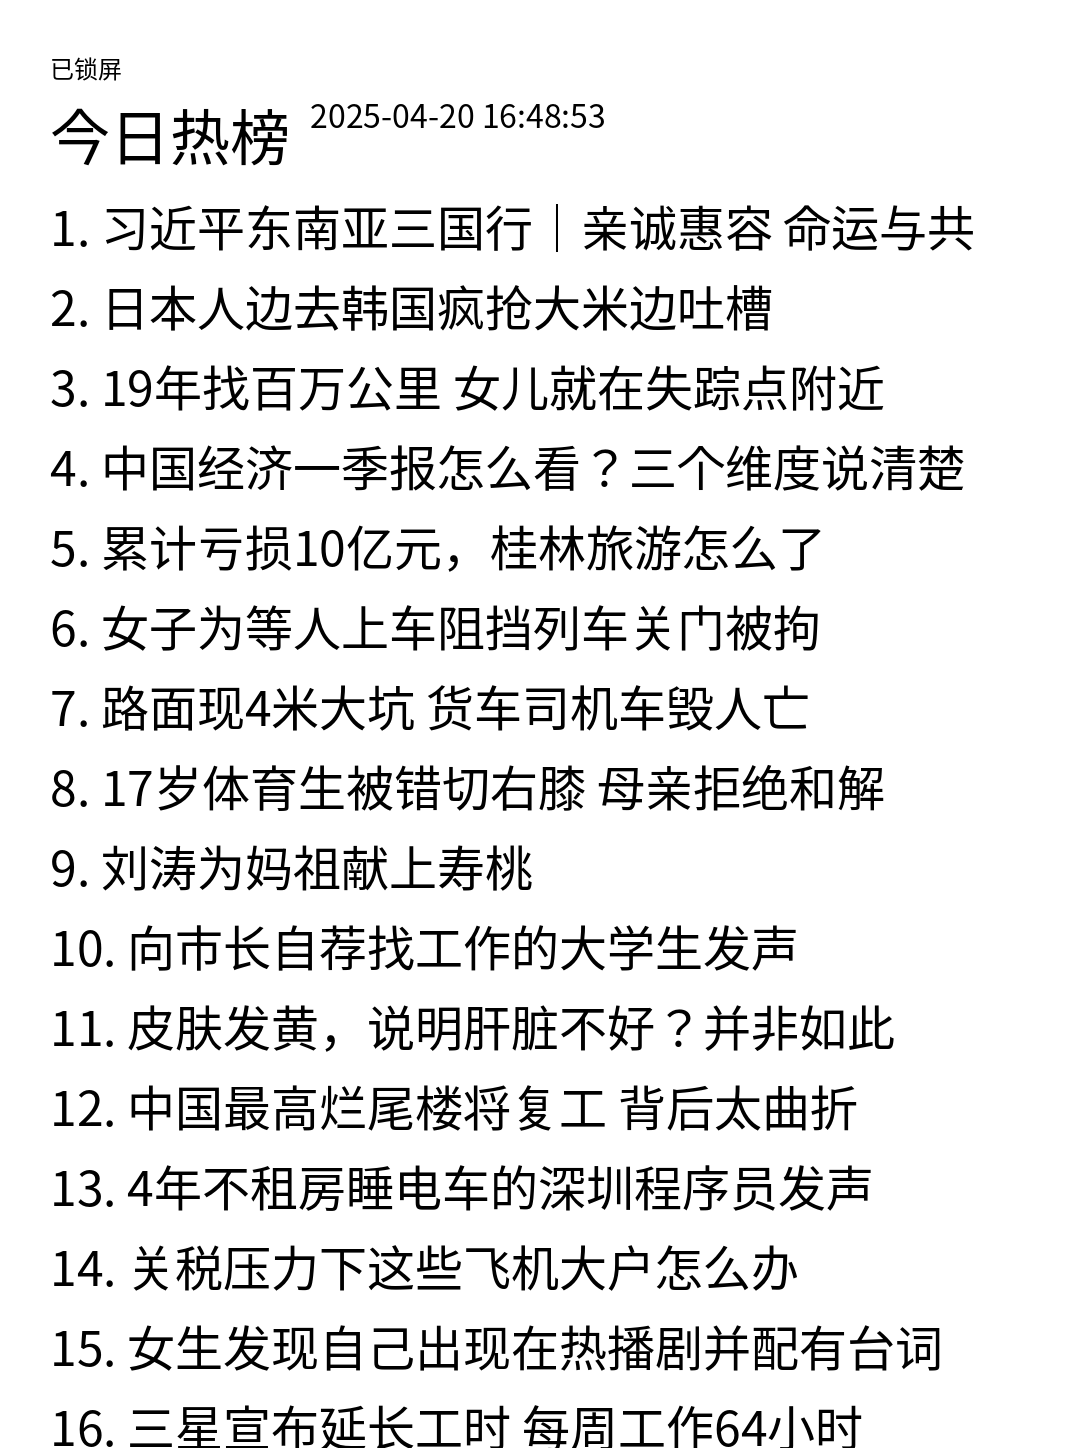 已锁屏
今日热榜 2025-04-20 16:48:53
1. 习近平东南亚三国行｜亲诚惠容 命运与共
2. 日本人边去韩国疯抢大米边吐槽
3. 19年找百万公里 女儿就在失踪点附近
4. 中国经济一季报怎么看？三个维度说清楚
5. 累计亏损10亿元，桂林旅游怎么了
6. 女子为等人上车阻挡列车关门被拘
7. 路面现4米大坑 货车司机车毁人亡
8. 17岁体育生被错切右膝 母亲拒绝和解
9. 刘涛为妈祖献上寿桃
10. 向市长自荐找工作的大学生发声
11. 皮肤发黄，说明肝脏不好？并非如此
12. 中国最高烂尾楼将复工 背后太曲折
13. 4年不租房睡电车的深圳程序员发声
14. 关税压力下这些飞机大户怎么办
15. 女生发现自己出现在热播剧并配有台词
16. 三星宣布延长工时 每周工作64小时